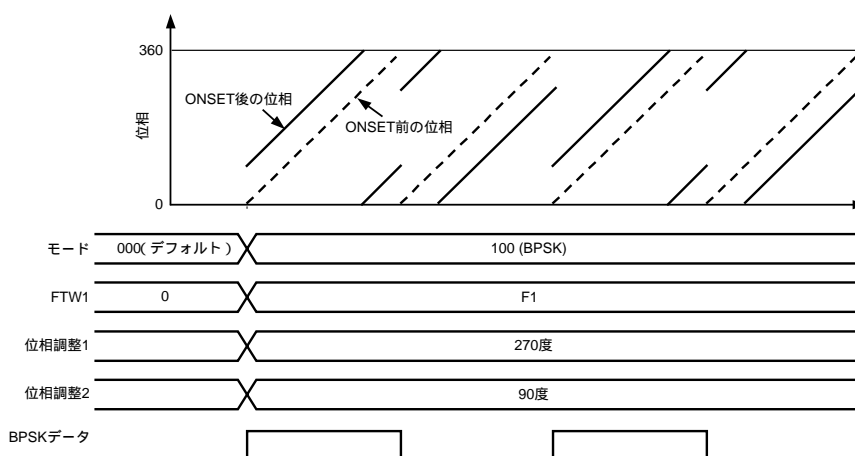 360
ONSET後の位相
ONSET前の位相
位相
0
モード 000( デフォルト ) 100 (BPSK)
FTW1 0 F1
位相調整1 270度
位相調整2 90度
BPSKデータ